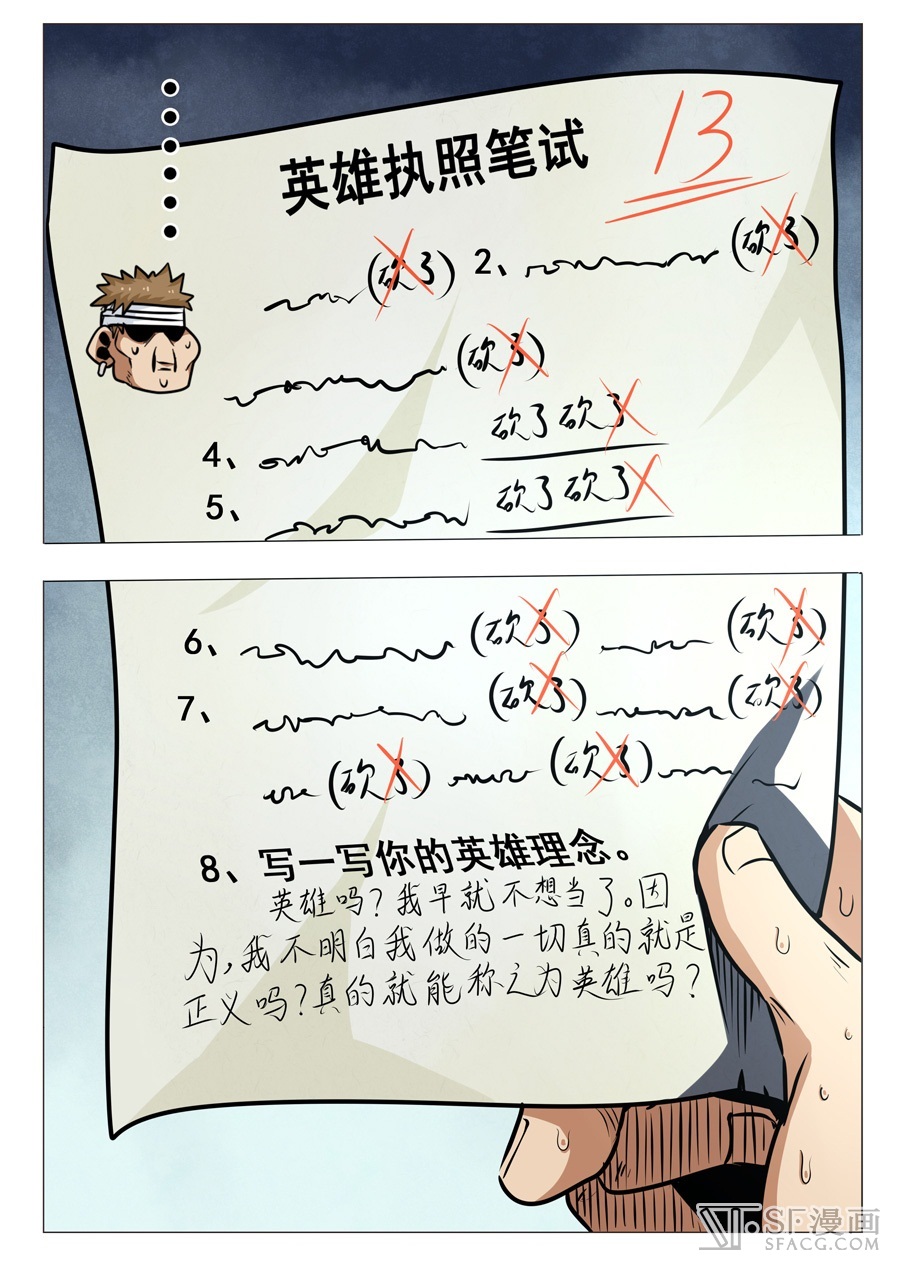 英雄执照笔试
13
(砍了) 2、 (砍了)
(砍了)
4、 砍了砍了
5、 砍了砍了
6、 (砍了) (砍了)
7、 (砍了) (砍了)
(砍了) (砍了)
8、写一写你的英雄理念。
英雄吗？我早就不想当了。因
为，我不明白我做的一切真的就是
正义吗？真的就能称之为英雄吗？
SF漫画
SFACG.COM